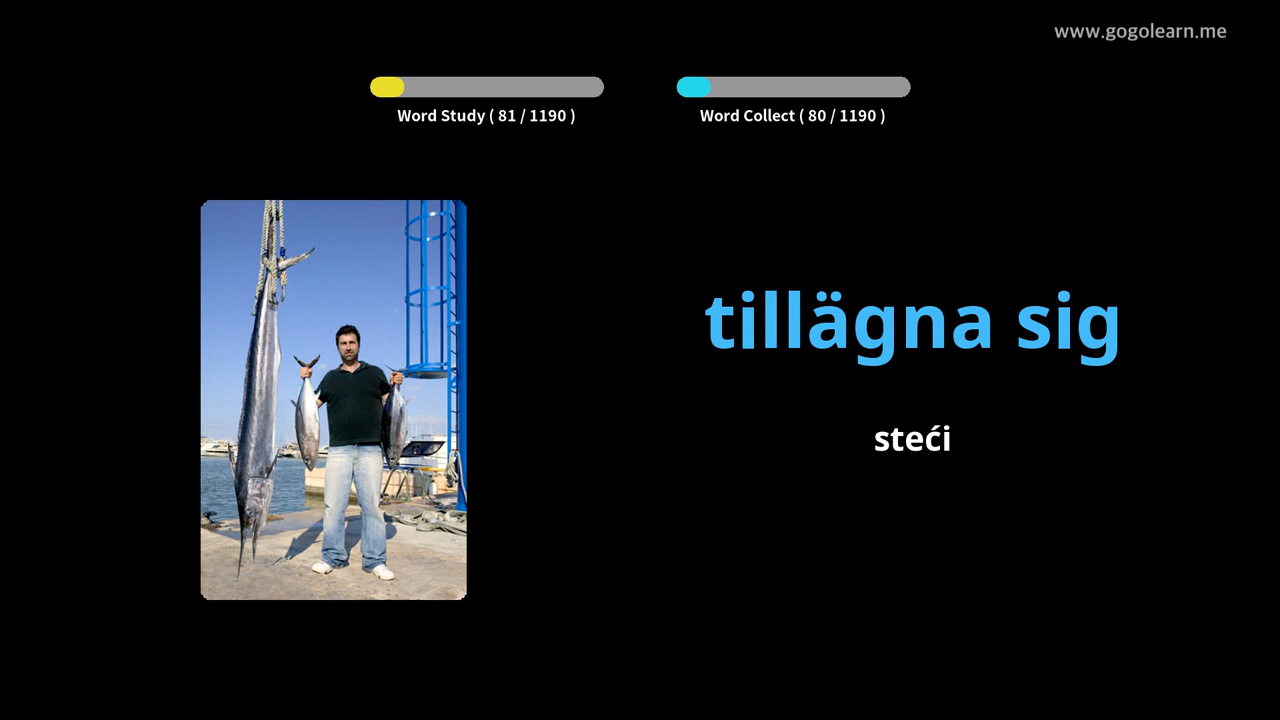 www.gogolearn.me
Word Study ( 81 / 1190 )
Word Collect ( 80 / 1190 )
tillägna sig
steći